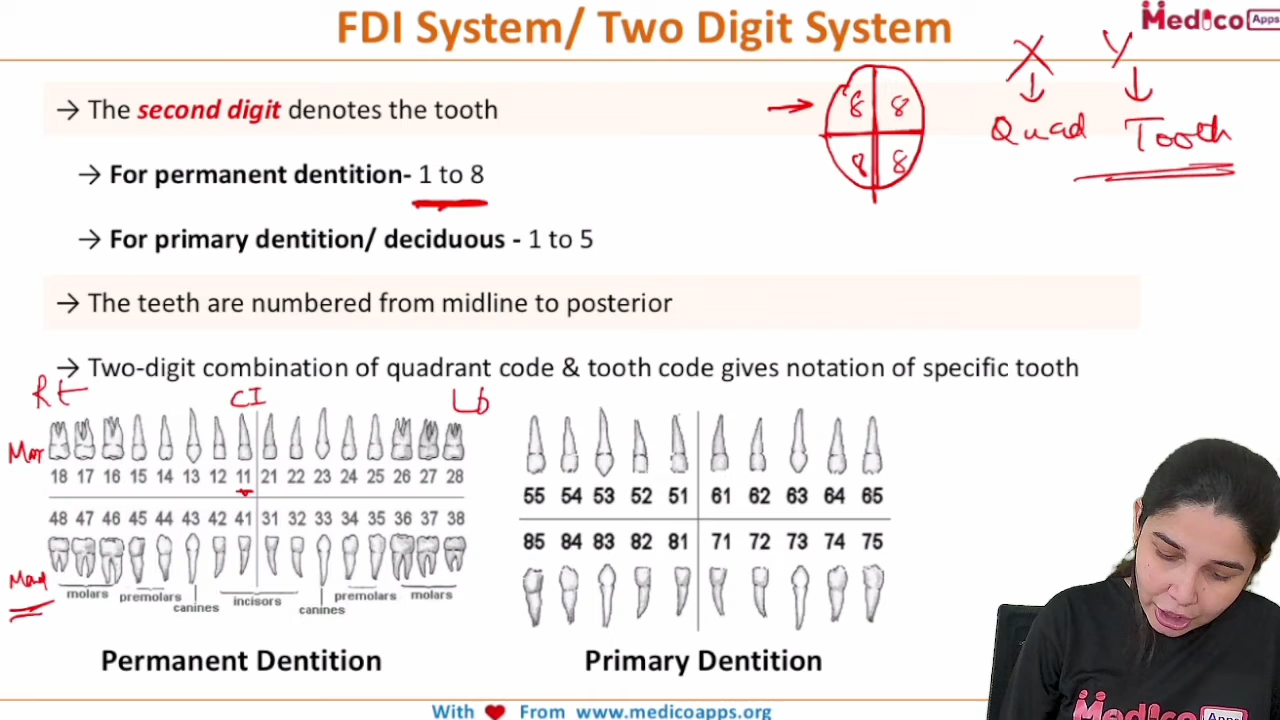 FDI System/ Two Digit System
Medico Apps
→ The second digit denotes the tooth
8 8
8 8
X Y
↓ ↓
Quad Tooth
→ For permanent dentition- 1 to 8
→ For primary dentition/ deciduous - 1 to 5
→ The teeth are numbered from midline to posterior
→ Two-digit combination of quadrant code & tooth code gives notation of specific tooth
Rt CI
Max
18 17 16 15 14 13 12 11 21 22 23 24 25 26 27 28
48 47 46 45 44 43 42 41 31 32 33 34 35 36 37 38
molars premolars canines incisors canines premolars molars
Permanent Dentition
55 54 53 52 51 61 62 63 64 65
85 84 83 82 81 71 72 73 74 75
Primary Dentition
Medico Apps
With ❤ From www.medicoapps.org